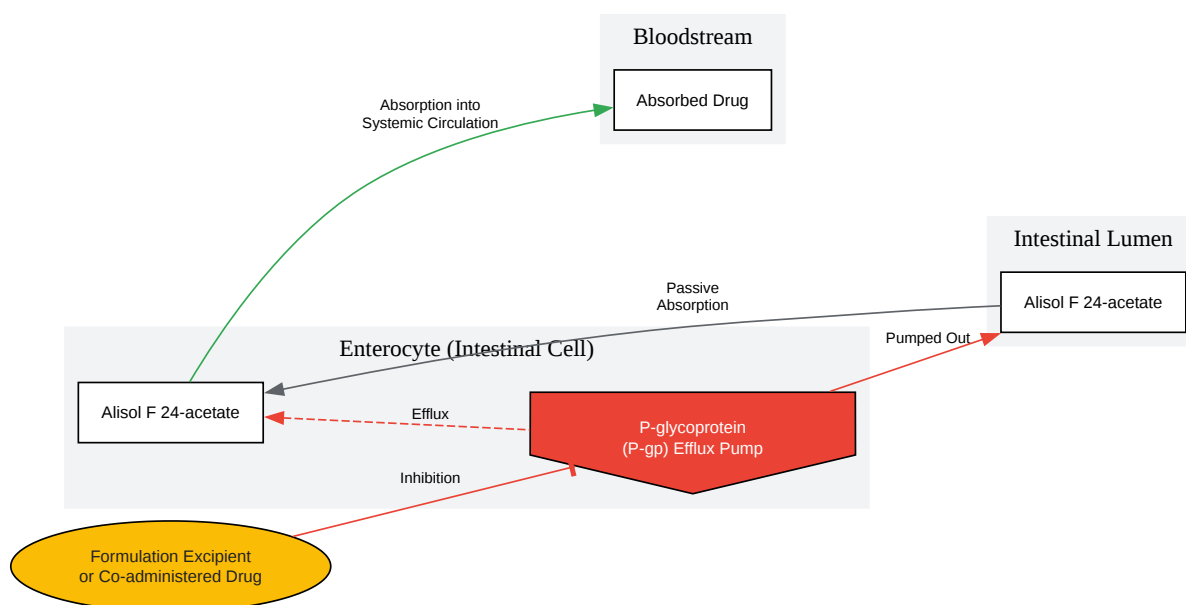 Bloodstream
Absorbed Drug
Absorption into
Systemic Circulation
Intestinal Lumen
Alisol F 24-acetate
Passive
Absorption
Pumped Out
Enterocyte (Intestinal Cell)
Alisol F 24-acetate
Efflux
P-glycoprotein
(P-gp) Efflux Pump
Inhibition
Formulation Excipient
or Co-administered Drug